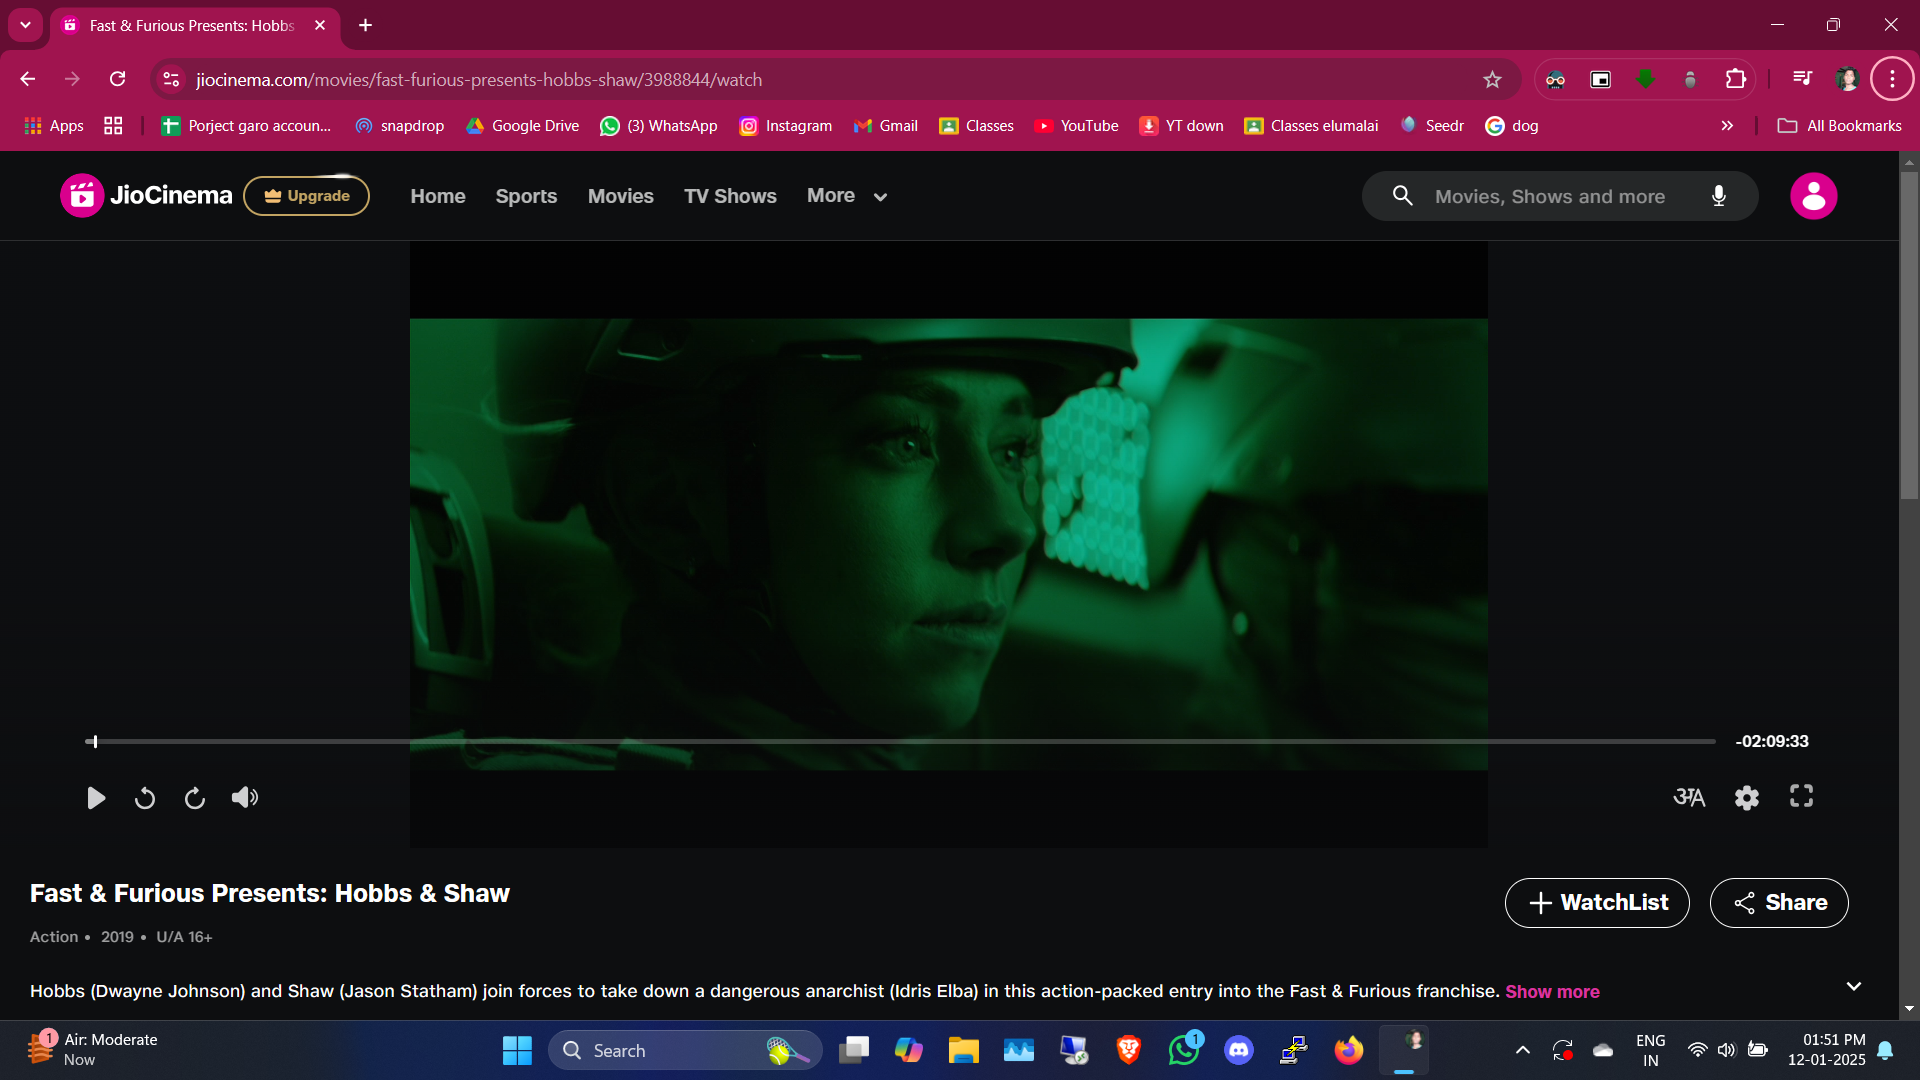 Fast & Furious Presents: Hobbs
jiocinema.com/movies/fast-furious-presents-hobbs-shaw/3988844/watch
Apps Porject garo accoun... snapdrop Google Drive (3) WhatsApp Instagram Gmail Classes YouTube YT down Classes elumalai Seedr dog All Bookmarks
JioCinema Upgrade Home Sports Movies TV Shows More Movies, Shows and more
-02:09:33
अA
Fast & Furious Presents: Hobbs & Shaw
WatchList Share
Action • 2019 • U/A 16+
Hobbs (Dwayne Johnson) and Shaw (Jason Statham) join forces to take down a dangerous anarchist (Idris Elba) in this action-packed entry into the Fast & Furious franchise. Show more
1 Air: Moderate
Now
Search
1
ENG
IN
01:51 PM
12-01-2025